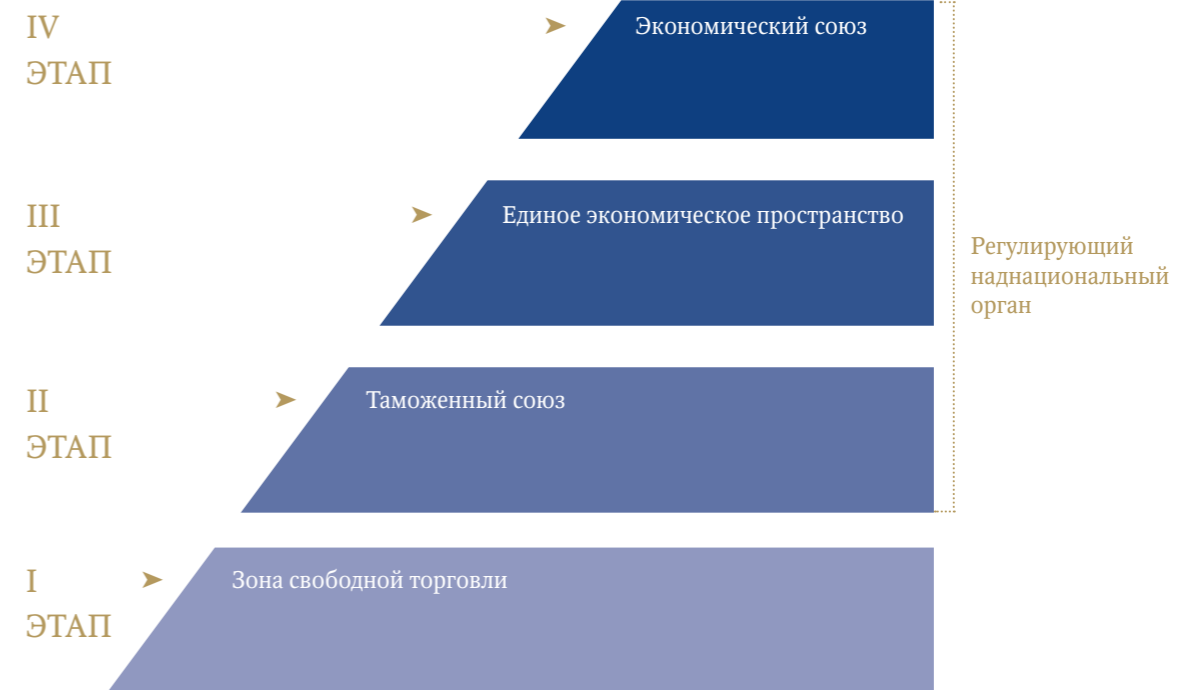 IV
ЭТАП
Экономический союз
III
ЭТАП
Единое экономическое пространство
Регулирующий
наднациональный
орган
II
ЭТАП
Таможенный союз
I
ЭТАП
Зона свободной торговли